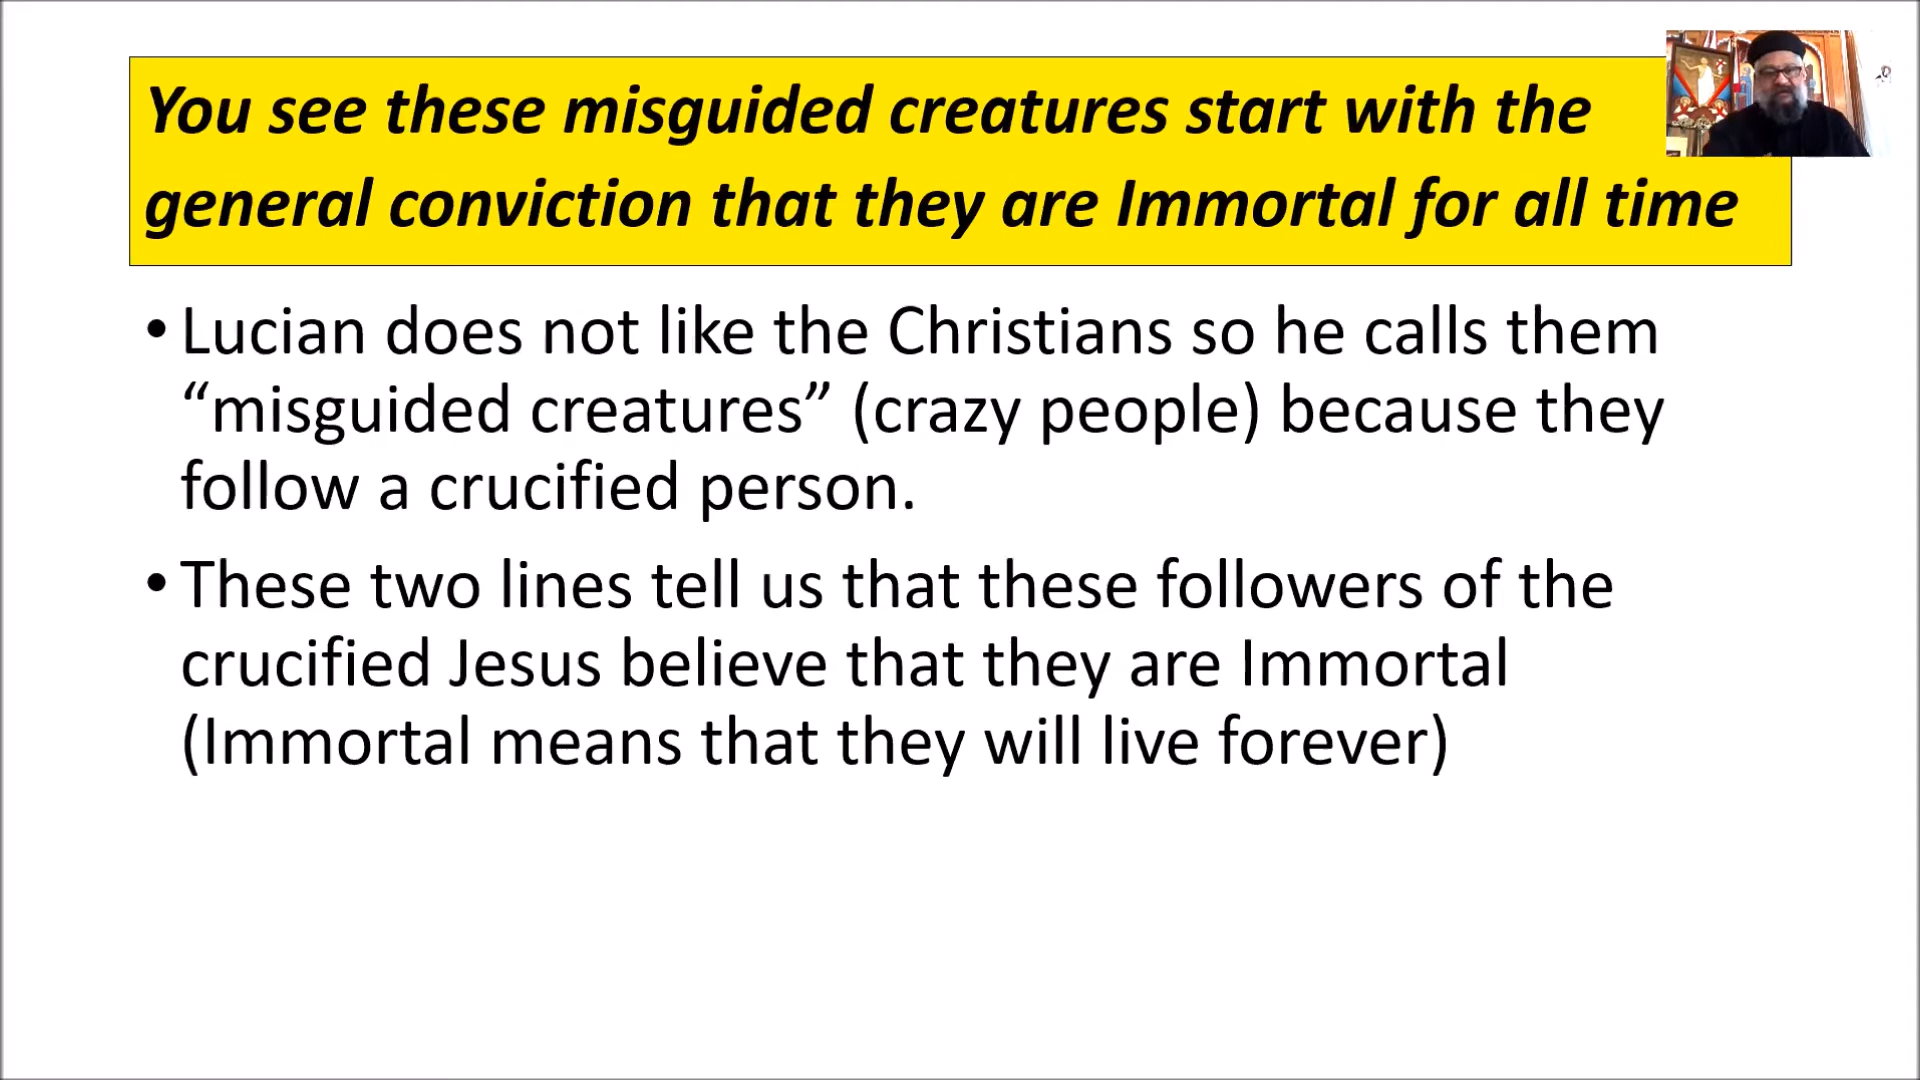 You see these misguided creatures start with the
general conviction that they are Immortal for all time
• Lucian does not like the Christians so he calls them
“misguided creatures” (crazy people) because they
follow a crucified person.
• These two lines tell us that these followers of the
crucified Jesus believe that they are Immortal
(Immortal means that they will live forever)